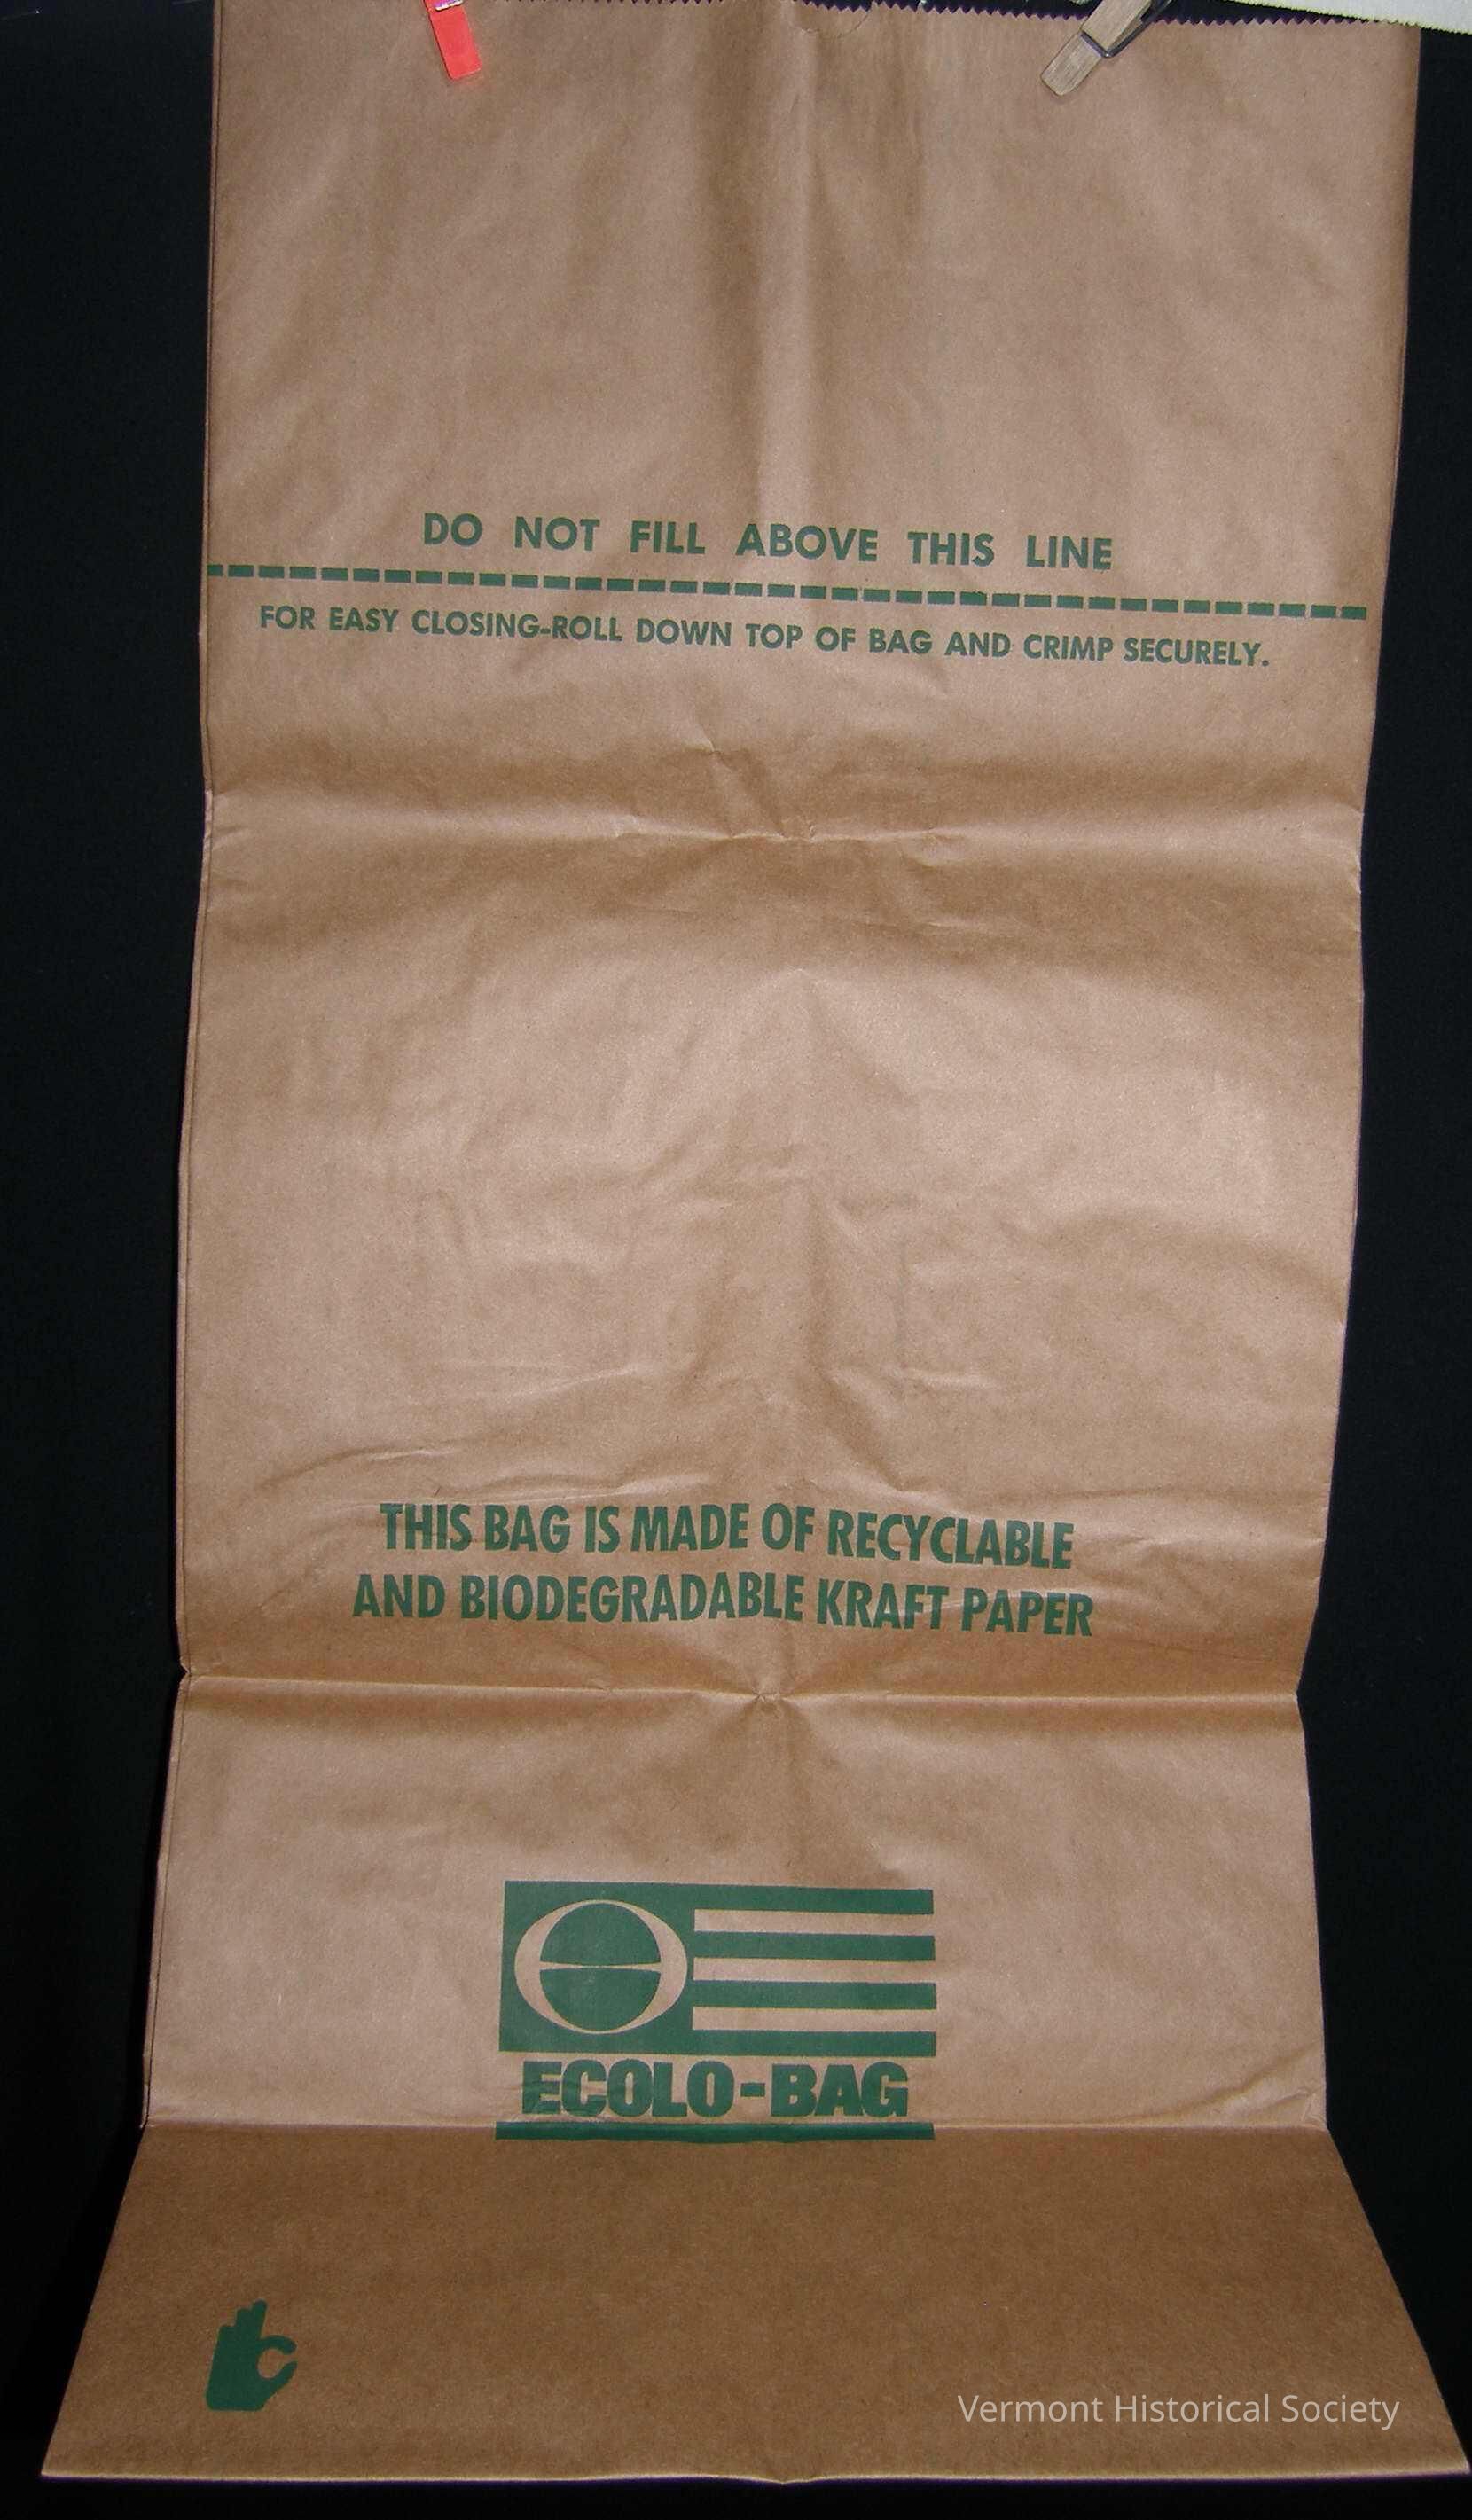 DO NOT FILL ABOVE THIS LINE
FOR EASY CLOSING-ROLL DOWN TOP OF BAG AND CRIMP SECURELY.
THIS BAG IS MADE OF RECYCLABLE
AND BIODEGRADABLE KRAFT PAPER
ECOLO-BAG
Vermont Historical Society